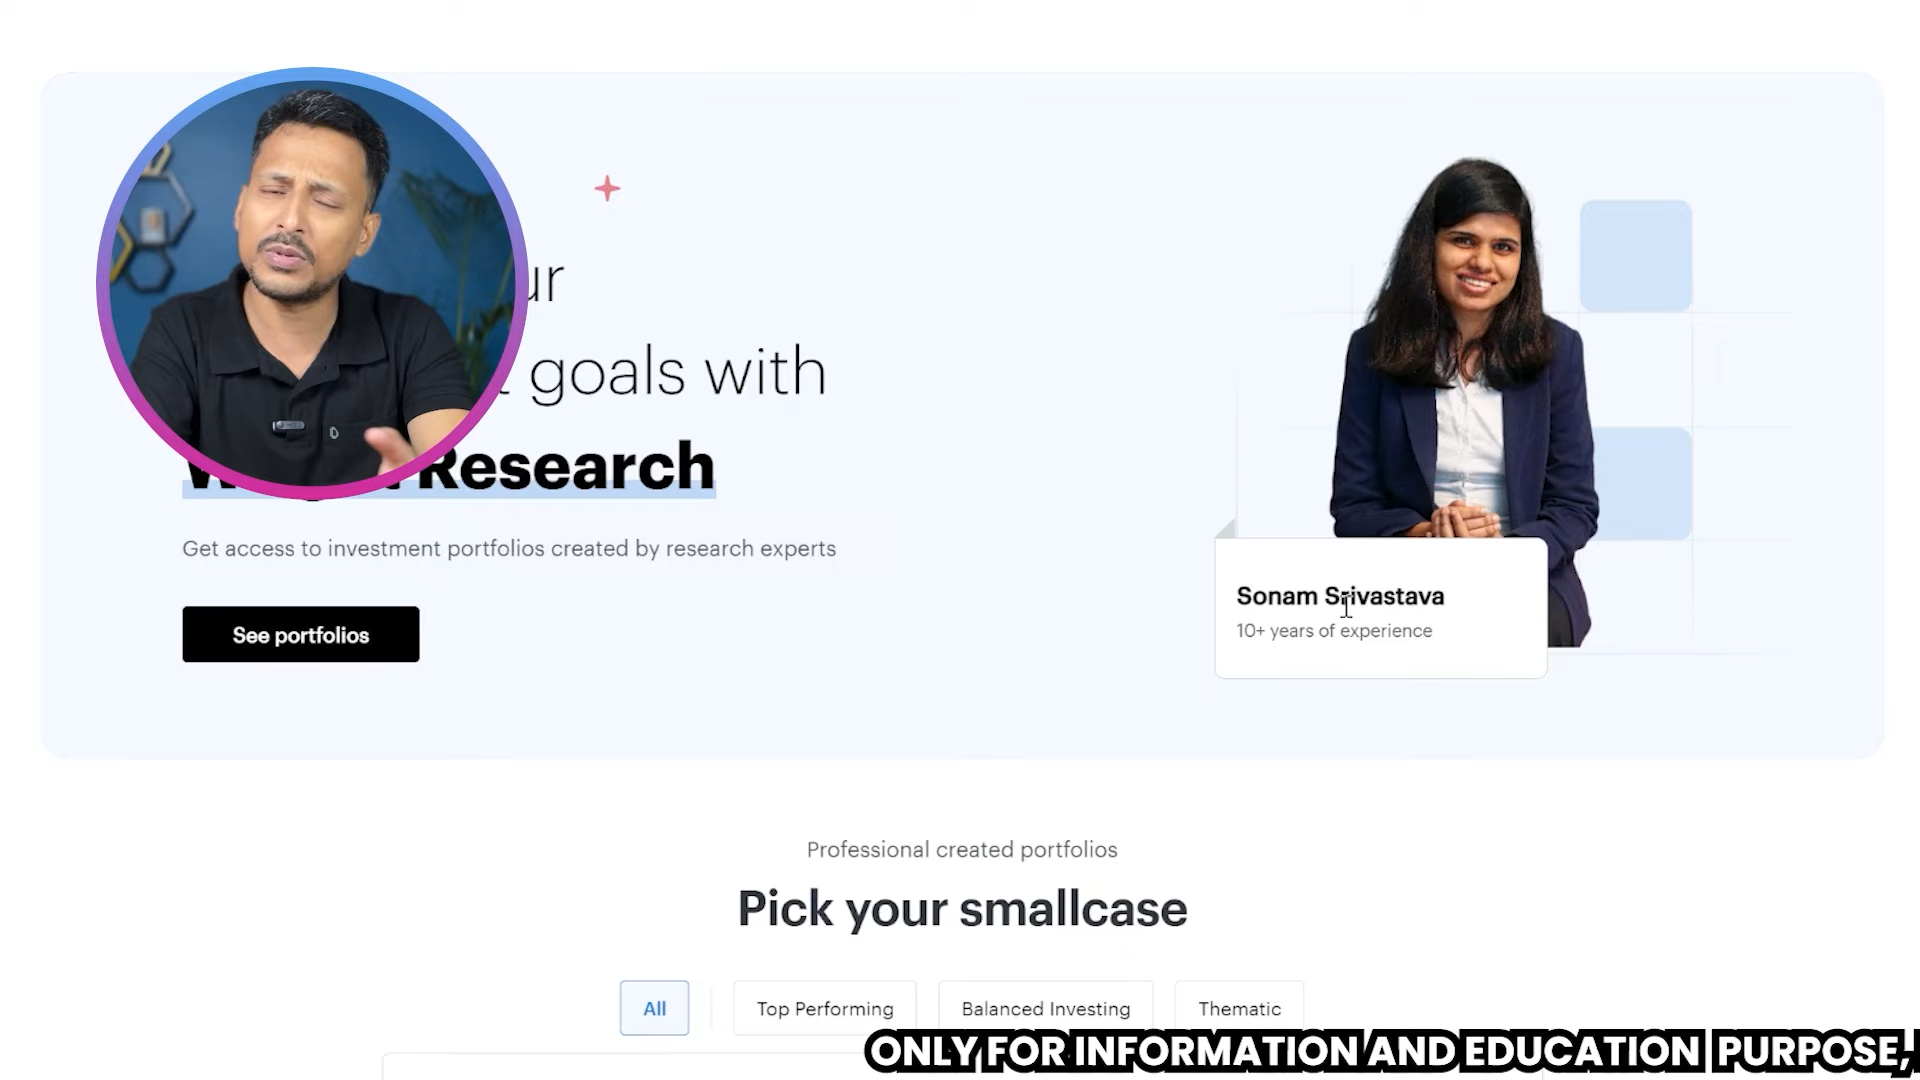 ur
goals with
Research
Get access to investment portfolios created by research experts
See portfolios
Sonam Srivastava
10+ years of experience
Professional created portfolios
Pick your smallcase
All
Top Performing
Balanced Investing
Thematic
ONLY FOR INFORMATION AND EDUCATION PURPOSE,